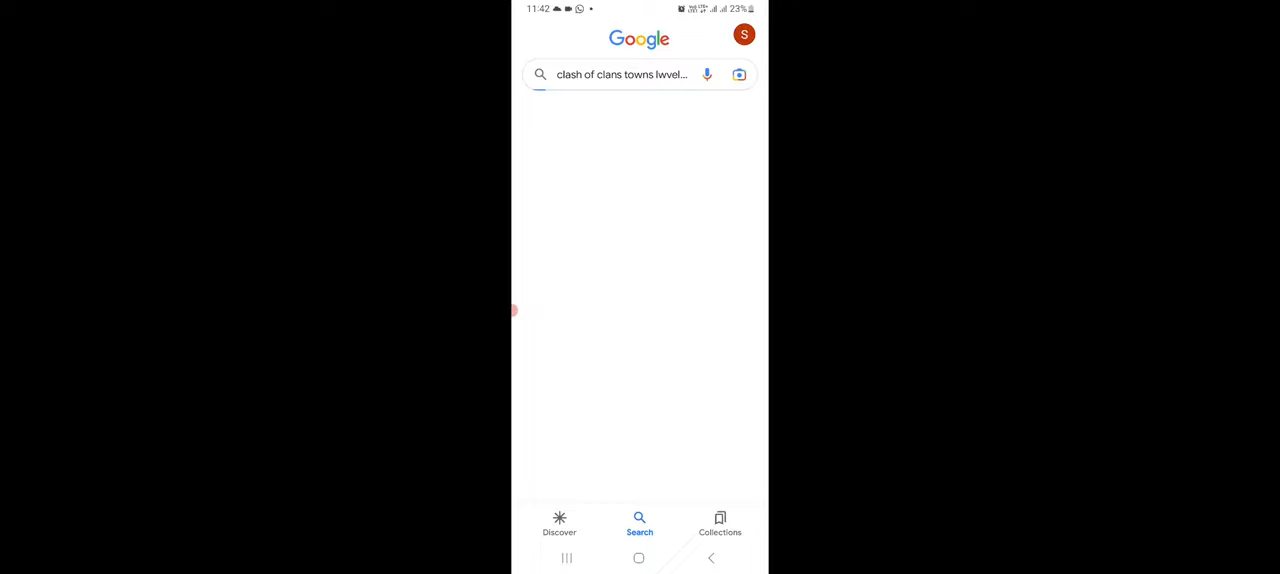 11:42
23%
Google
S
clash of clans towns lwvel...
Discover
Search
Collections